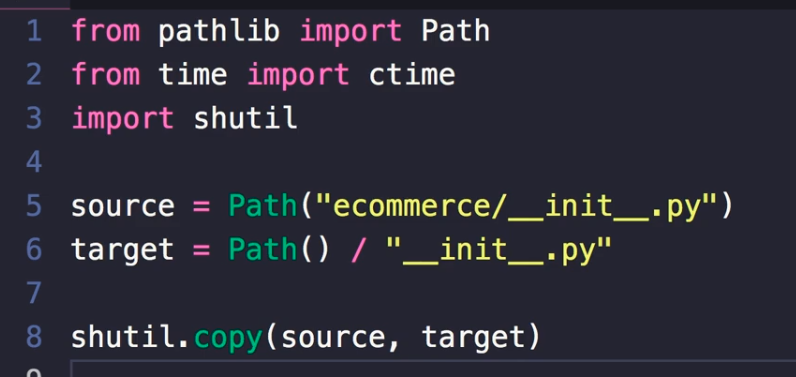 1 from pathlib import Path
2 from time import ctime
3 import shutil
4
5 source = Path("ecommerce/__init__.py")
6 target = Path() / "__init__.py"
7
8 shutil.copy(source, target)